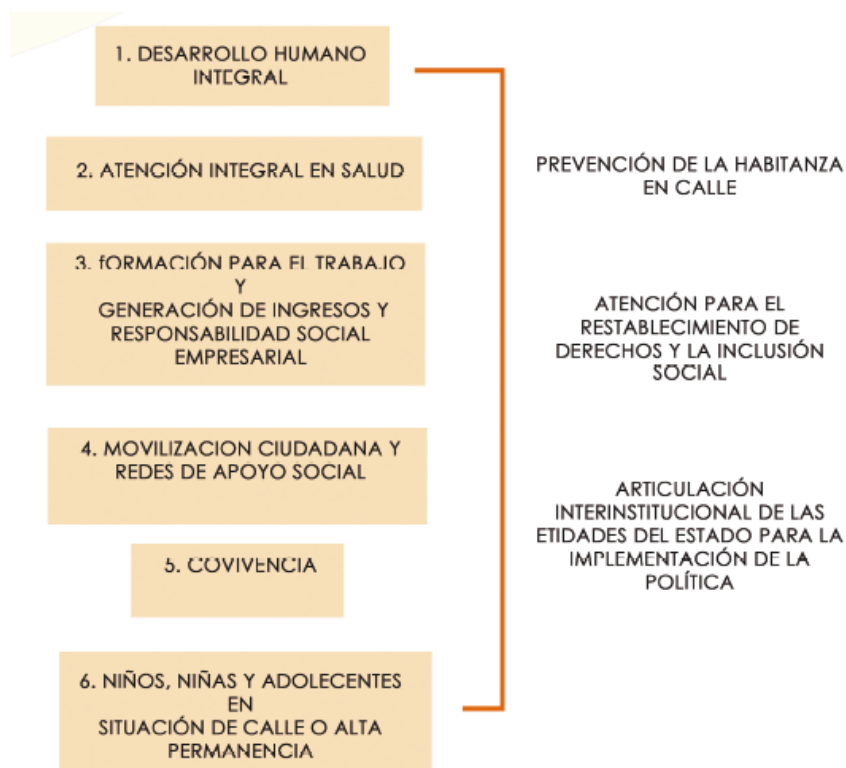 1. DESARROLLO HUMANO
INTEGRAL
2. ATENCIÓN INTEGRAL EN SALUD
3. fORMACIÓN PARA EL TRABAJO
Y
GENERACIÓN DE INGRESOS Y
RESPONSABILIDAD SOCIAL
EMPRESARIAL
4. MOVILIZACION CIUDADANA Y
REDES DE APOYO SOCIAL
5. COVIVENCIA
6. NIÑOS, NIÑAS Y ADOLECENTES
EN
SITUACIÓN DE CALLE O ALTA
PERMANENCIA
PREVENCIÓN DE LA HABITANZA
EN CALLE
ATENCIÓN PARA EL
RESTABLECIMIENTO DE
DERECHOS Y LA INCLUSIÓN
SOCIAL
ARTICULACIÓN
INTERINSTITUCIONAL DE LAS
ETIDADES DEL ESTADO PARA LA
IMPLEMENTACIÓN DE LA
POLÍTICA